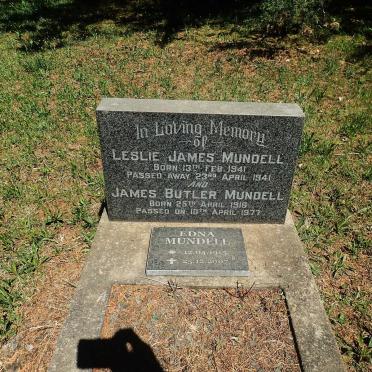 In Loving Memory
of
LESLIE JAMES MUNDELL
BORN 13TH FEB. 1941
PASSED AWAY 23RD APRIL 1941
AND
JAMES BUTLER MUNDELL
BORN 25TH APRIL 1918
PASSED ON 10TH APRIL 1977
EDNA
MUNDELL